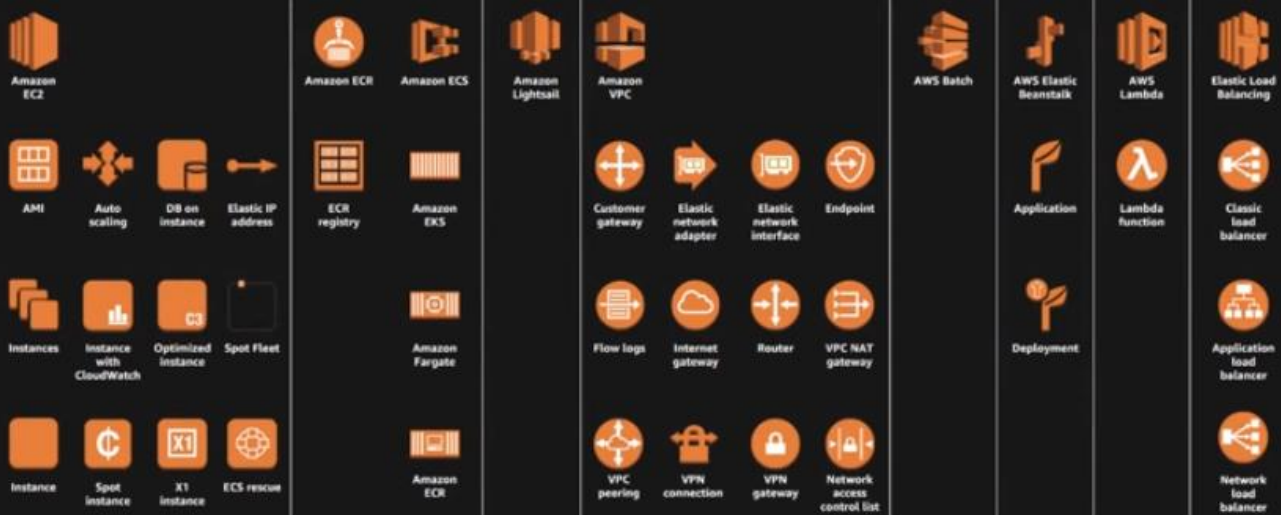 Amazon
EC2
Amazon ECR
Amazon ECS
Amazon
Lightsail
Amazon
VPC
AWS Batch
AWS Elastic
Beanstalk
AWS
Lambda
Elastic Load
Balancing
AMI
Auto
scaling
DB on
instance
Elastic IP
address
ECR
registry
Amazon
EKS
Customer
gateway
Elastic
network
adapter
Elastic
network
interface
Endpoint
Application
λ
Lambda
function
Classic
load
balancer
Instances
Instance
with
CloudWatch
C3
Optimized
instance
Spot Fleet
Amazon
Fargate
Flow logs
Internet
gateway
Router
VPC NAT
gateway
Deployment
Application
load
balancer
Instance
¢
Spot
instance
X1
X1
instance
ECS rescue
Amazon
ECR
VPC
peering
VPN
connection
VPN
gateway
Network
access
control list
Network
load
balancer